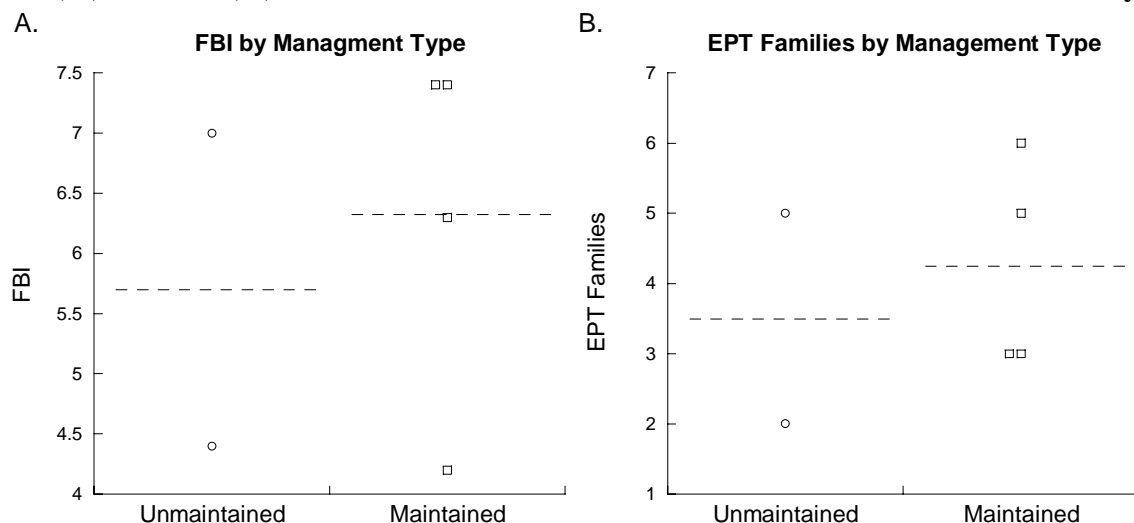 A.
FBI by Managment Type
7.5
7
6.5
6
5.5
5
4.5
4
FBI
Unmaintained
Maintained
B.
EPT Families by Management Type
7
6
5
4
3
2
1
EPT Families
Unmaintained
Maintained